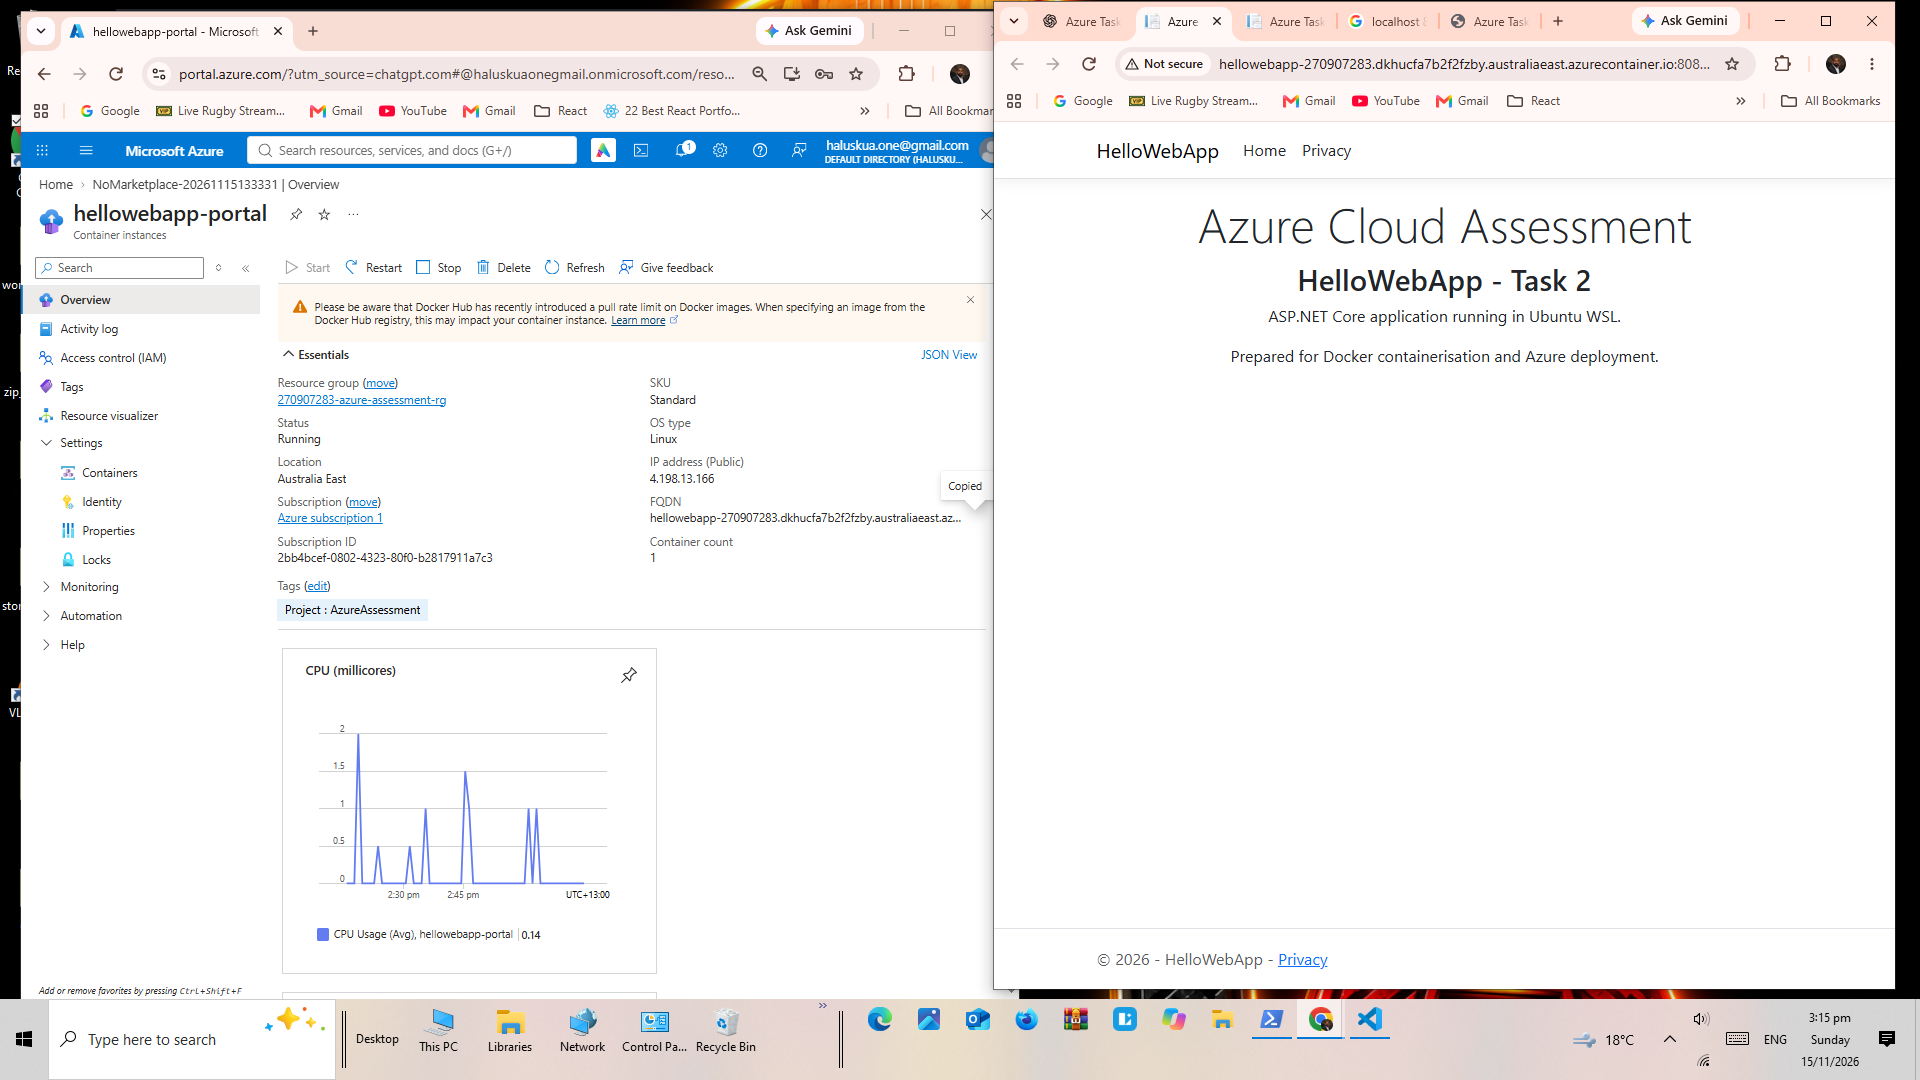 hellowebapp-portal - Microsoft
Ask Gemini
portal.azure.com/?utm_source=chatgpt.com#@haluskuaonegmail.onmicrosoft.com/reso...
Google
Live Rugby Stream...
Gmail
YouTube
Gmail
React
22 Best React Portfo...
»
All Bookmar
Microsoft Azure
Search resources, services, and docs (G+/)
1
haluskua.one@gmail.com
DEFAULT DIRECTORY (HALUSKU...
Home > NoMarketplace-20261115133331 | Overview
hellowebapp-portal
Container instances
Search
Start
Restart
Stop
Delete
Refresh
Give feedback
Overview
Activity log
Access control (IAM)
Tags
Resource visualizer
Settings
Containers
Identity
Properties
Locks
Monitoring
Automation
Help
Please be aware that Docker Hub has recently introduced a pull rate limit on Docker images. When specifying an image from the
Docker Hub registry, this may impact your container instance. Learn more
Essentials
JSON View
Resource group (move)
270907283-azure-assessment-rg
Status
Running
Location
Australia East
Subscription (move)
Azure subscription 1
Subscription ID
2bb4bcef-0802-4323-80f0-b2817911a7c3
SKU
Standard
OS type
Linux
IP address (Public)
4.198.13.166
FQDN
hellowebapp-270907283.dkhucfa7b2f2fzby.australiaeast.az...
Container count
1
Copied
Tags (edit)
Project : AzureAssessment
CPU (millicores)
2
1.5
1
0.5
0
2:30 pm
2:45 pm
UTC+13:00
CPU Usage (Avg), hellowebapp-portal | 0.14
Add or remove favorites by pressing Ctrl+Shift+F
Azure Task
Azure
Azure Task
localhost
Azure Task
Ask Gemini
Not secure
hellowebapp-270907283.dkhucfa7b2f2fzby.australiaeast.azurecontainer.io:808...
Google
Live Rugby Stream...
Gmail
YouTube
Gmail
React
»
All Bookmarks
HelloWebApp
Home
Privacy
Azure Cloud Assessment
HelloWebApp - Task 2
ASP.NET Core application running in Ubuntu WSL.
Prepared for Docker containerisation and Azure deployment.
© 2026 - HelloWebApp - Privacy
Type here to search
Desktop
This PC
Libraries
Network
Control Pa...
Recycle Bin
»
18°C
ENG
3:15 pm
Sunday
15/11/2026